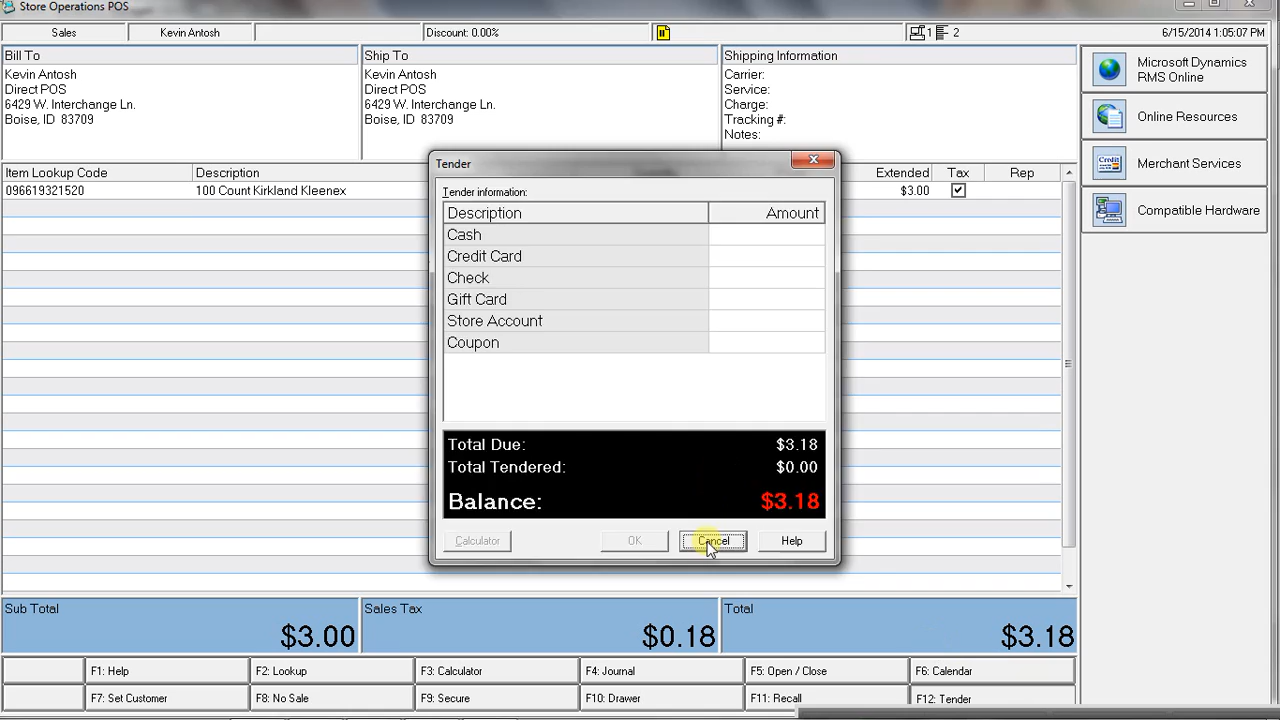 Store Operations POS
Sales
Kevin Antosh
Discount: 0.00%
1
2
6/15/2014 1:05:07 PM
Bill To
Kevin Antosh
Direct POS
6429 W. Interchange Ln.
Boise, ID 83709
Ship To
Kevin Antosh
Direct POS
6429 W. Interchange Ln.
Boise, ID 83709
Shipping Information
Carrier:
Service:
Charge:
Tracking #:
Notes:
Microsoft Dynamics
RMS Online
Online Resources
Credit
Merchant Services
Compatible Hardware
Item Lookup Code
Description
Extended
Tax
Rep
096619321520
100 Count Kirkland Kleenex
$3.00
Tender
Tender information:
Description
Amount
Cash
Credit Card
Check
Gift Card
Store Account
Coupon
Total Due:
$3.18
Total Tendered:
$0.00
Balance:
$3.18
Calculator
OK
Cancel
Help
Sub Total
$3.00
Sales Tax
$0.18
Total
$3.18
F1: Help
F2: Lookup
F3: Calculator
F4: Journal
F5: Open / Close
F6: Calendar
F7: Set Customer
F8: No Sale
F9: Secure
F10: Drawer
F11: Recall
F12: Tender